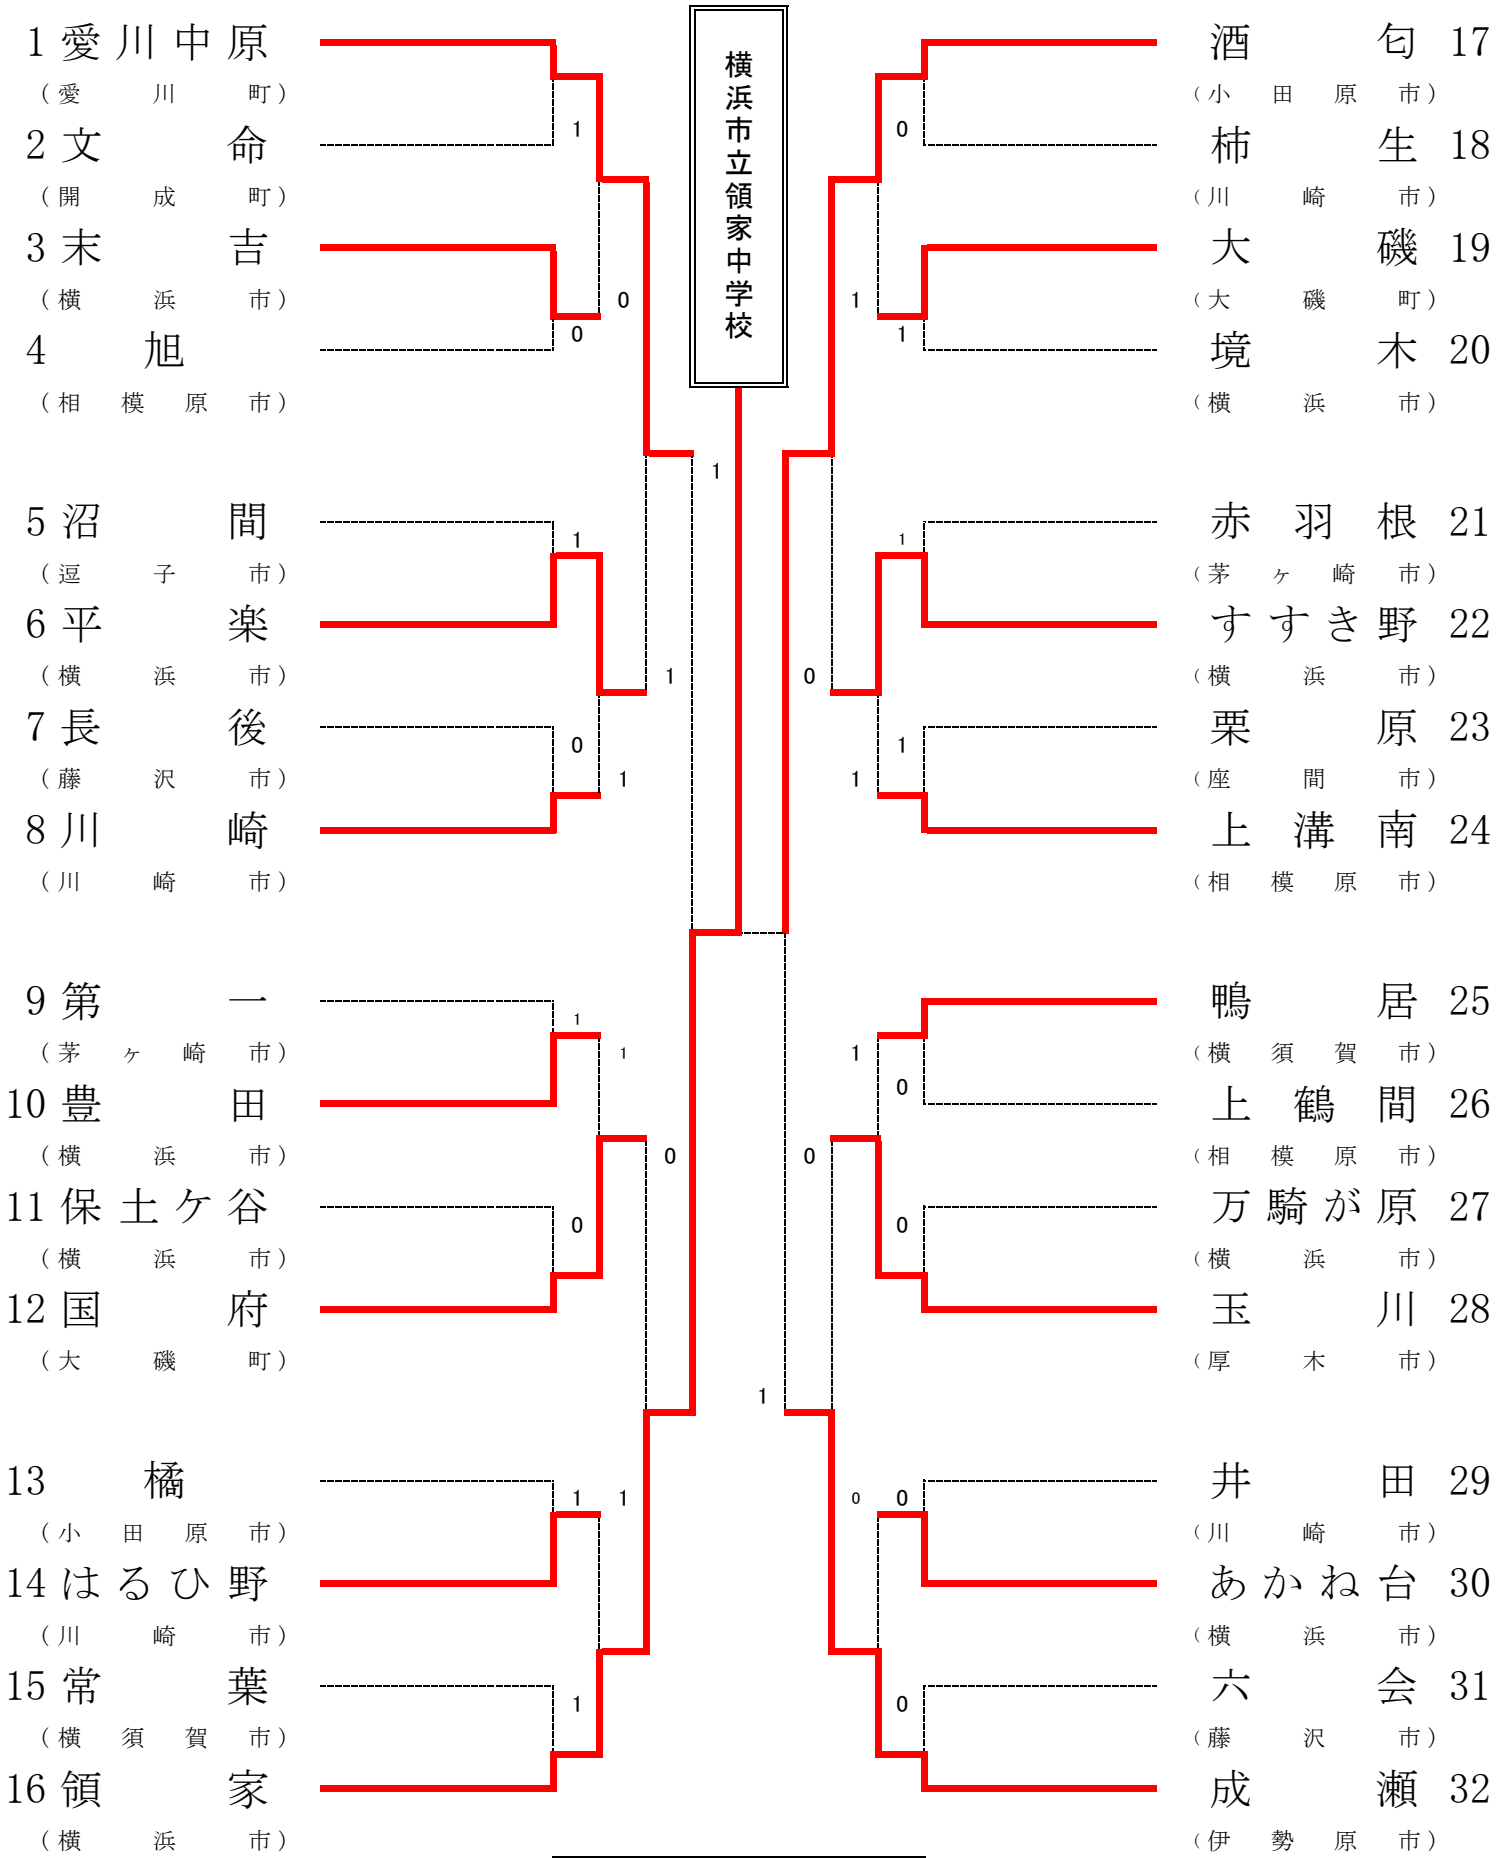 横浜市立領家中学校
1 愛川中原
(愛川町)
2 文命
(開成町)
3 末吉
(横浜市)
4 旭
(相模原市)
5 沼間
(逗子市)
6 平楽
(横浜市)
7 長後
(藤沢市)
8 川崎
(川崎市)
9 第一
(茅ヶ崎市)
10 豊田
(横浜市)
11 保土ケ谷
(横浜市)
12 国府
(大磯町)
13 橘
(小田原市)
14 はるひ野
(川崎市)
15 常葉
(横須賀市)
16 領家
(横浜市)
1
0
0
1
1
1
0
1
1
1
0
0
1
1
1
酒匂 17
(小田原市)
柿生 18
(川崎市)
大磯 19
(大磯町)
境木 20
(横浜市)
赤羽根 21
(茅ヶ崎市)
すすき野 22
(横浜市)
栗原 23
(座間市)
上溝南 24
(相模原市)
鴨居 25
(横須賀市)
上鶴間 26
(相模原市)
万騎が原 27
(横浜市)
玉川 28
(厚木市)
井田 29
(川崎市)
あかね台 30
(横浜市)
六会 31
(藤沢市)
成瀬 32
(伊勢原市)
0
1
1
1
0
1
1
1
0
0
0
1
0
0
0